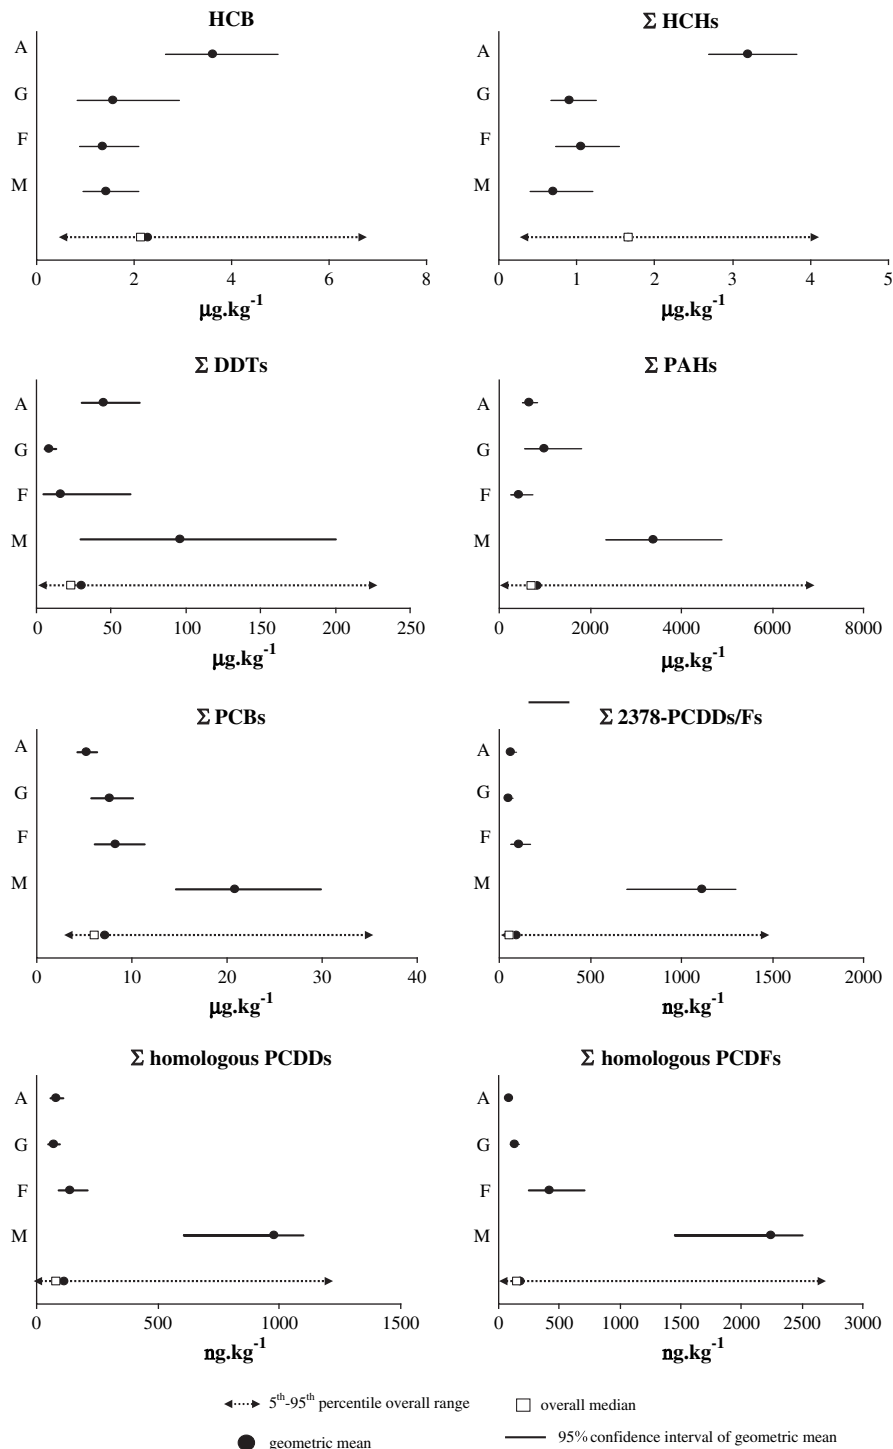 HCB
A
G
F
M
0 2 4 6 8
µg.kg-1
Σ HCHs
A
G
F
M
0 1 2 3 4 5
µg.kg-1
Σ DDTs
A
G
F
M
0 50 100 150 200 250
µg.kg-1
Σ PAHs
A
G
F
M
0 2000 4000 6000 8000
µg.kg-1
Σ PCBs
A
G
F
M
0 10 20 30 40
µg.kg-1
Σ 2378-PCDDs/Fs
A
G
F
M
0 500 1000 1500 2000
ng.kg-1
Σ homologous PCDDs
A
G
F
M
0 500 1000 1500
ng.kg-1
Σ homologous PCDFs
A
G
F
M
0 500 1000 1500 2000 2500 3000
ng.kg-1
5th-95th percentile overall range
overall median
geometric mean
95% confidence interval of geometric mean